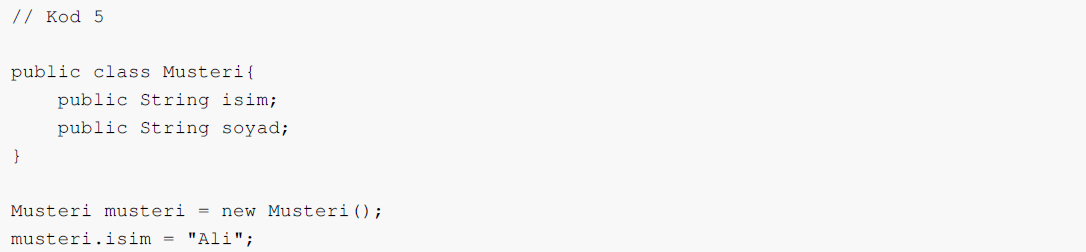 // Kod 5
public class Musteri{
    public String isim;
    public String soyad;
}
Musteri musteri = new Musteri();
musteri.isim = "Ali";